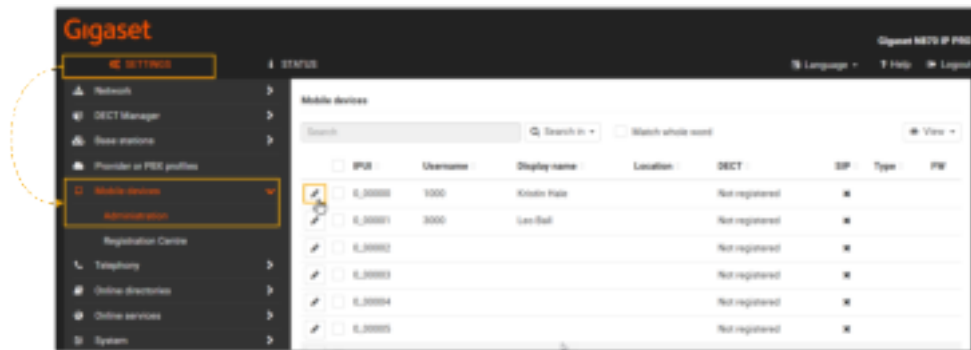 Gigaset
Gigaset N870 IP PRO
SETTINGS
STATUS
Language
Help
Logout
Network
DECT Manager
Base stations
Provider or PBX profiles
Mobile devices
Administration
Registration Centre
Telephony
Online directories
Online services
System
Mobile devices
Search
Search in
Match whole word
View
IPUI Username Display name Location DECT SIP Type FW
0_00000 1000 Kristin Hale Not registered
0_00001 3000 Leo Ball Not registered
0_00002 Not registered
0_00003 Not registered
0_00004 Not registered
0_00005 Not registered